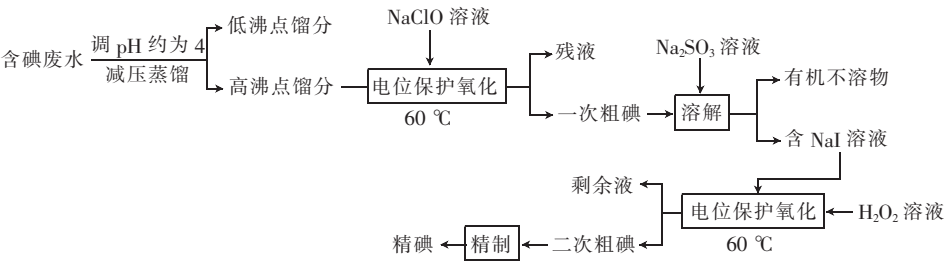 含碘废水
调 pH 约为 4
减压蒸馏
低沸点馏分
高沸点馏分
NaClO 溶液
电位保护氧化
60 ℃
残液
一次粗碘
Na₂SO₃ 溶液
溶解
有机不溶物
含 NaI 溶液
H₂O₂ 溶液
电位保护氧化
60 ℃
剩余液
二次粗碘
精制
精碘